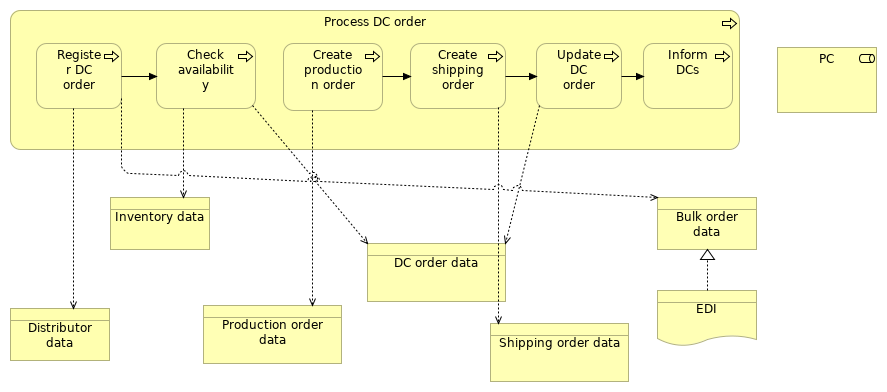 Process DC order
Registe
r DC
order
Check
availabilit
y
Create
productio
n order
Create
shipping
order
Update
DC
order
Inform
DCs
PC
Inventory data
Bulk order
data
DC order data
EDI
Distributor
data
Production order
data
Shipping order data